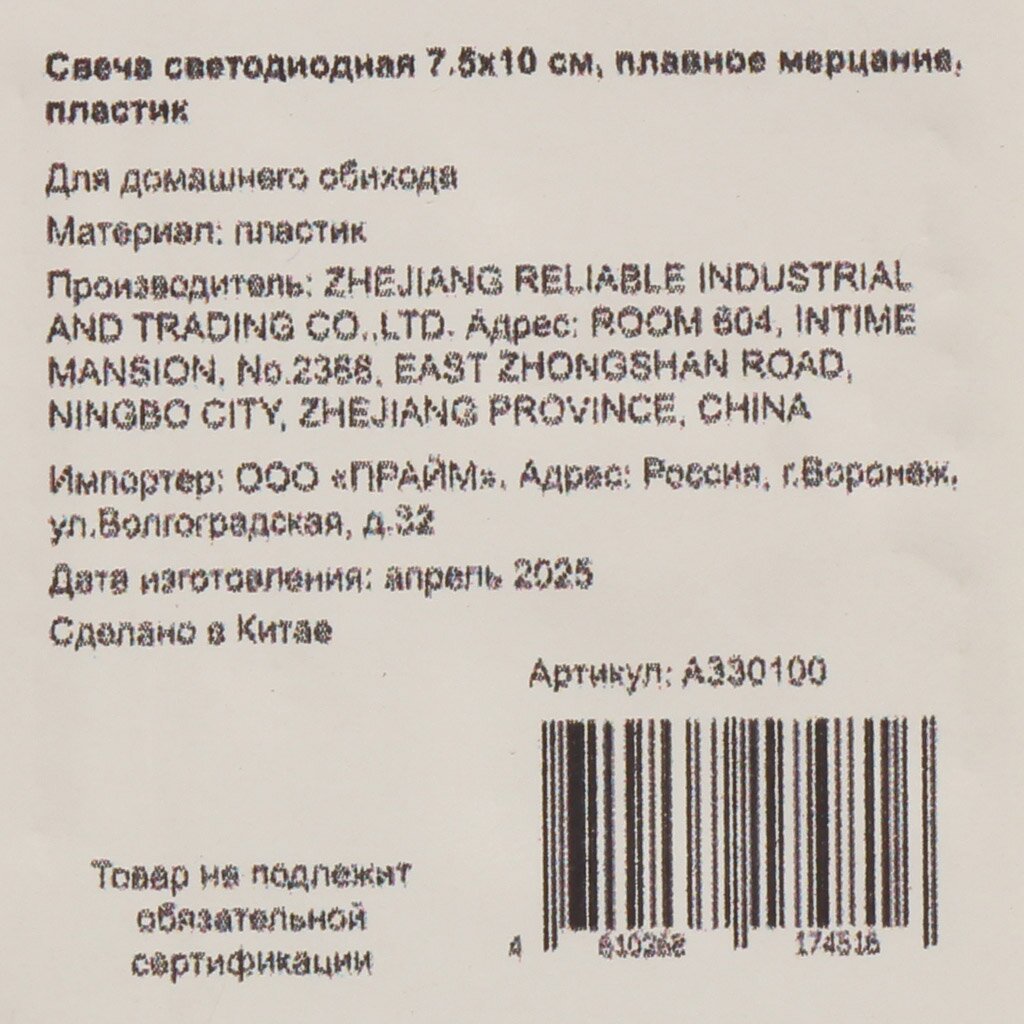 Свеча светодиодная 7.5х10 см, плавное мерцание,
пластик
Для домашнего обихода
Материал: пластик
Производитель: ZHEJIANG RELIABLE INDUSTRIAL
AND TRADING CO.,LTD. Адрес: ROOM 604, INTIME
MANSION, No.2368, EAST ZHONGSHAN ROAD,
NINGBO CITY, ZHEJIANG PROVINCE, CHINA
Импортер: ООО «ПРАЙМ». Адрес: Россия, г.Воронеж,
ул.Волгоградская, д.32
Дата изготовления: апрель 2025
Сделано в Китае
Артикул: A330100
Товар не подлежит
обязательной
сертификации
4 174516